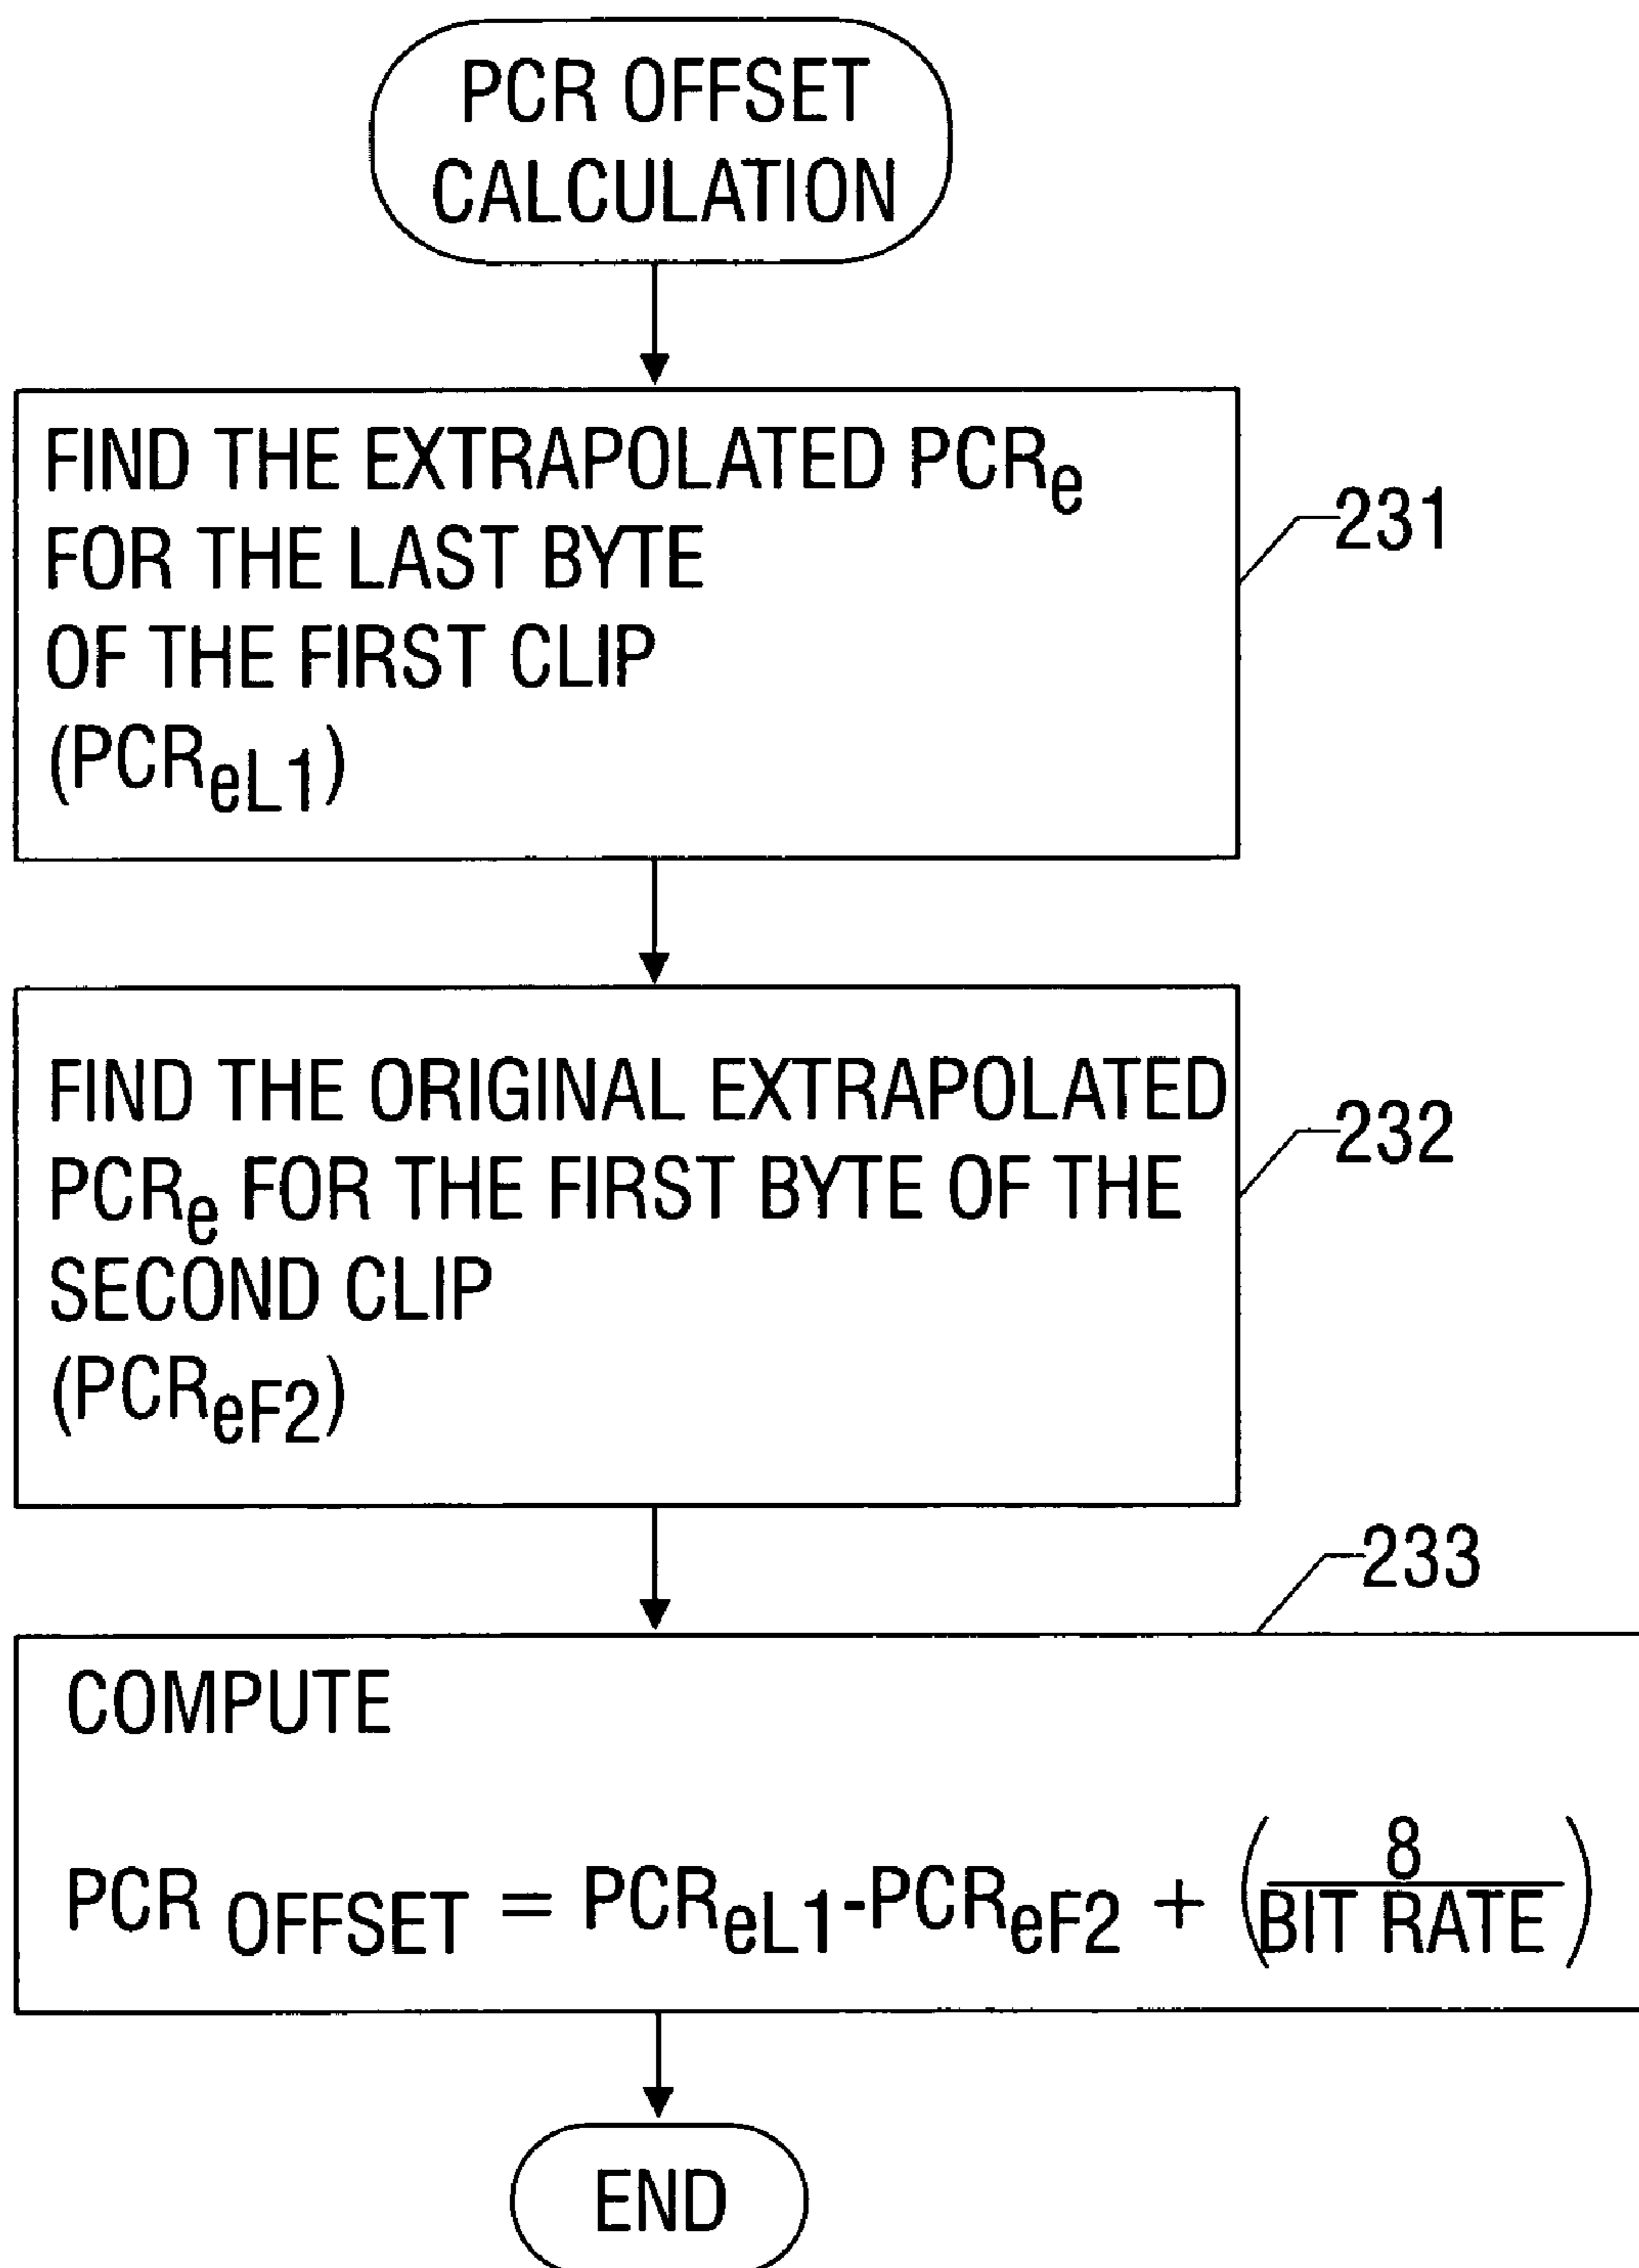 PCR OFFSET
CALCULATION
FIND THE EXTRAPOLATED PCRe
FOR THE LAST BYTE
OF THE FIRST CLIP
(PCReL1)
231
FIND THE ORIGINAL EXTRAPOLATED
PCRe FOR THE FIRST BYTE OF THE
SECOND CLIP
(PCReF2)
232
233
COMPUTE
PCR OFFSET = PCReL1-PCReF2 + (8/BIT RATE)
END